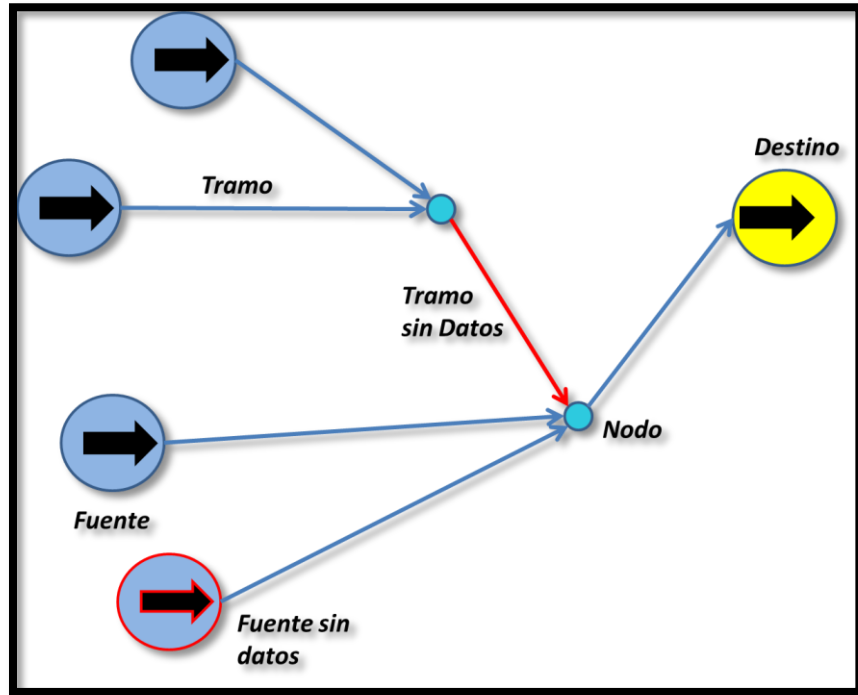 Destino
Tramo
Tramo
sin Datos
Nodo
Fuente
Fuente sin
datos